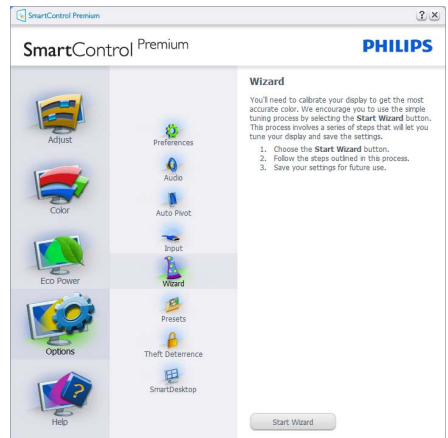 SmartControl Premium
? X
SmartControl Premium
PHILIPS
Adjust
Color
Eco Power
Options
Help
Preferences
Audio
Auto Pivot
Input
Wizard
Presets
Theft Deterrence
SmartDesktop
Wizard
You'll need to calibrate your display to get the most
accurate color. We encourage you to use the simple
tuning process by selecting the Start Wizard button.
This process involves a series of steps that will let you
tune your display and save the settings.
1. Choose the Start Wizard button.
2. Follow the steps outlined in this process.
3. Save your settings for future use.
Start Wizard